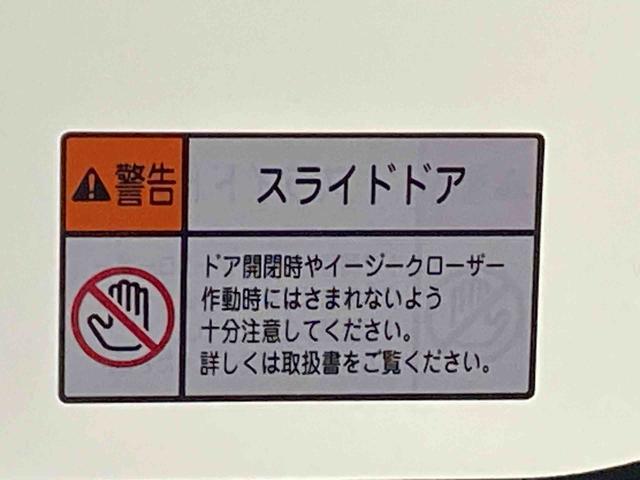 ⚠警告
スライドドア
ドア開閉時やイージークローザー
作動時にはさまれないよう
十分注意してください。
詳しくは取扱書をご覧ください。